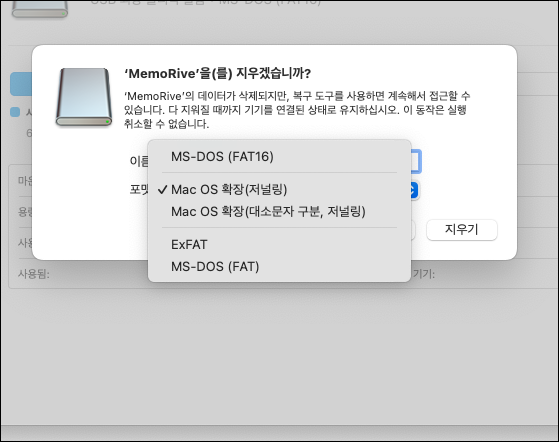 USB 외장 물리적 볼륨 • MS-DOS (FAT16)
‘MemoRive’을(를) 지우겠습니까?
‘MemoRive’의 데이터가 삭제되지만, 복구 도구를 사용하면 계속해서 접근할 수
있습니다. 다 지워질 때까지 기기를 연결된 상태로 유지하십시오. 이 동작은 실행
취소할 수 없습니다.
이름
MS-DOS (FAT16)
포맷
✓ Mac OS 확장(저널링)
Mac OS 확장(대소문자 구분, 저널링)
ExFAT
MS-DOS (FAT)
지우기
사
6
마운
용량
사용
사용됨:
기기: